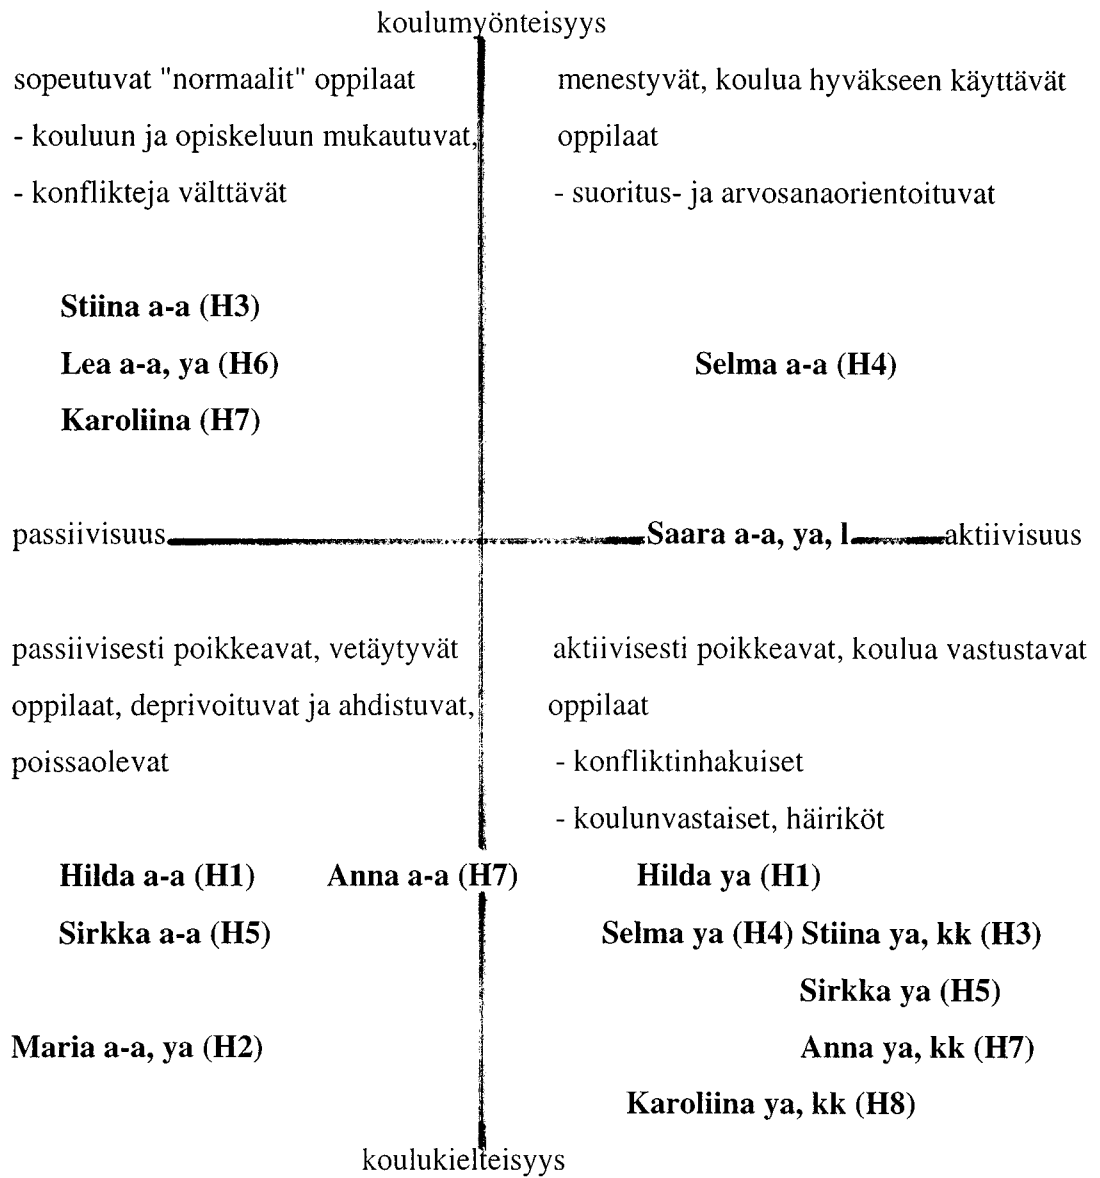 koulumyönteisyys
sopeutuvat "normaalit" oppilaat
- kouluun ja opiskeluun mukautuvat,
- konflikteja välttävät
menestyvät, koulua hyväkseen käyttävät
oppilaat
- suoritus- ja arvosanaorientoituvat
Stiina a-a (H3)
Lea a-a, ya (H6)
Karoliina (H7)
Selma a-a (H4)
passiivisuus
Saara a-a, ya, l
aktiivisuus
passiivisesti poikkeavat, vetäytyvät
oppilaat, deprivoituvat ja ahdistuvat,
poissaolevat
aktiivisesti poikkeavat, koulua vastustavat
oppilaat
- konfliktinhakuiset
- koulunvastaiset, häiriköt
Hilda a-a (H1)
Anna a-a (H7)
Sirkka a-a (H5)
Maria a-a, ya (H2)
Hilda ya (H1)
Selma ya (H4) Stiina ya, kk (H3)
Sirkka ya (H5)
Anna ya, kk (H7)
Karoliina ya, kk (H8)
koulukielteisyys